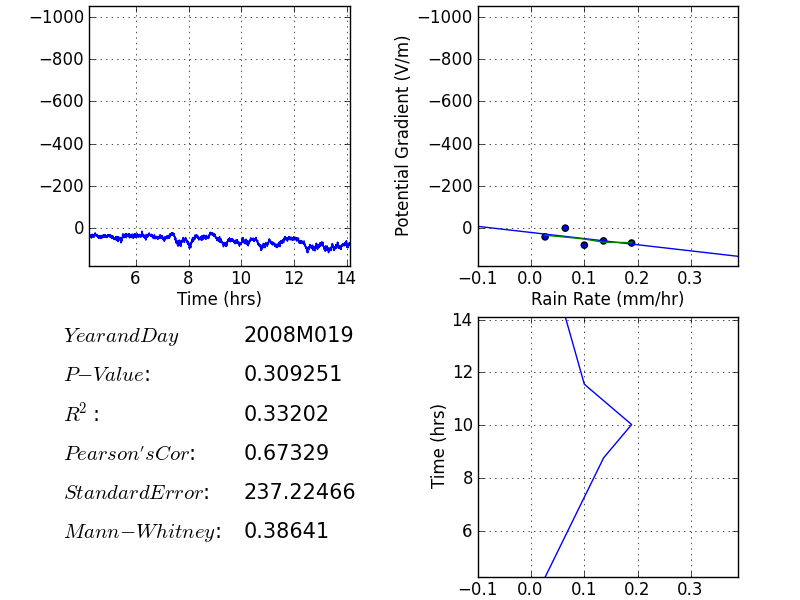 −1000
−800
−600
−400
−200
0
6 8 10 12 14
Time (hrs)
Potential Gradient (V/m)
−1000
−800
−600
−400
−200
0
−0.1 0.0 0.1 0.2 0.3
Rain Rate (mm/hr)
YearandDay 2008M019
P−Value: 0.309251
R²: 0.33202
Pearson'sCor: 0.67329
StandardError: 237.22466
Mann−Whitney: 0.38641
Time (hrs)
14
12
10
8
6
−0.1 0.0 0.1 0.2 0.3